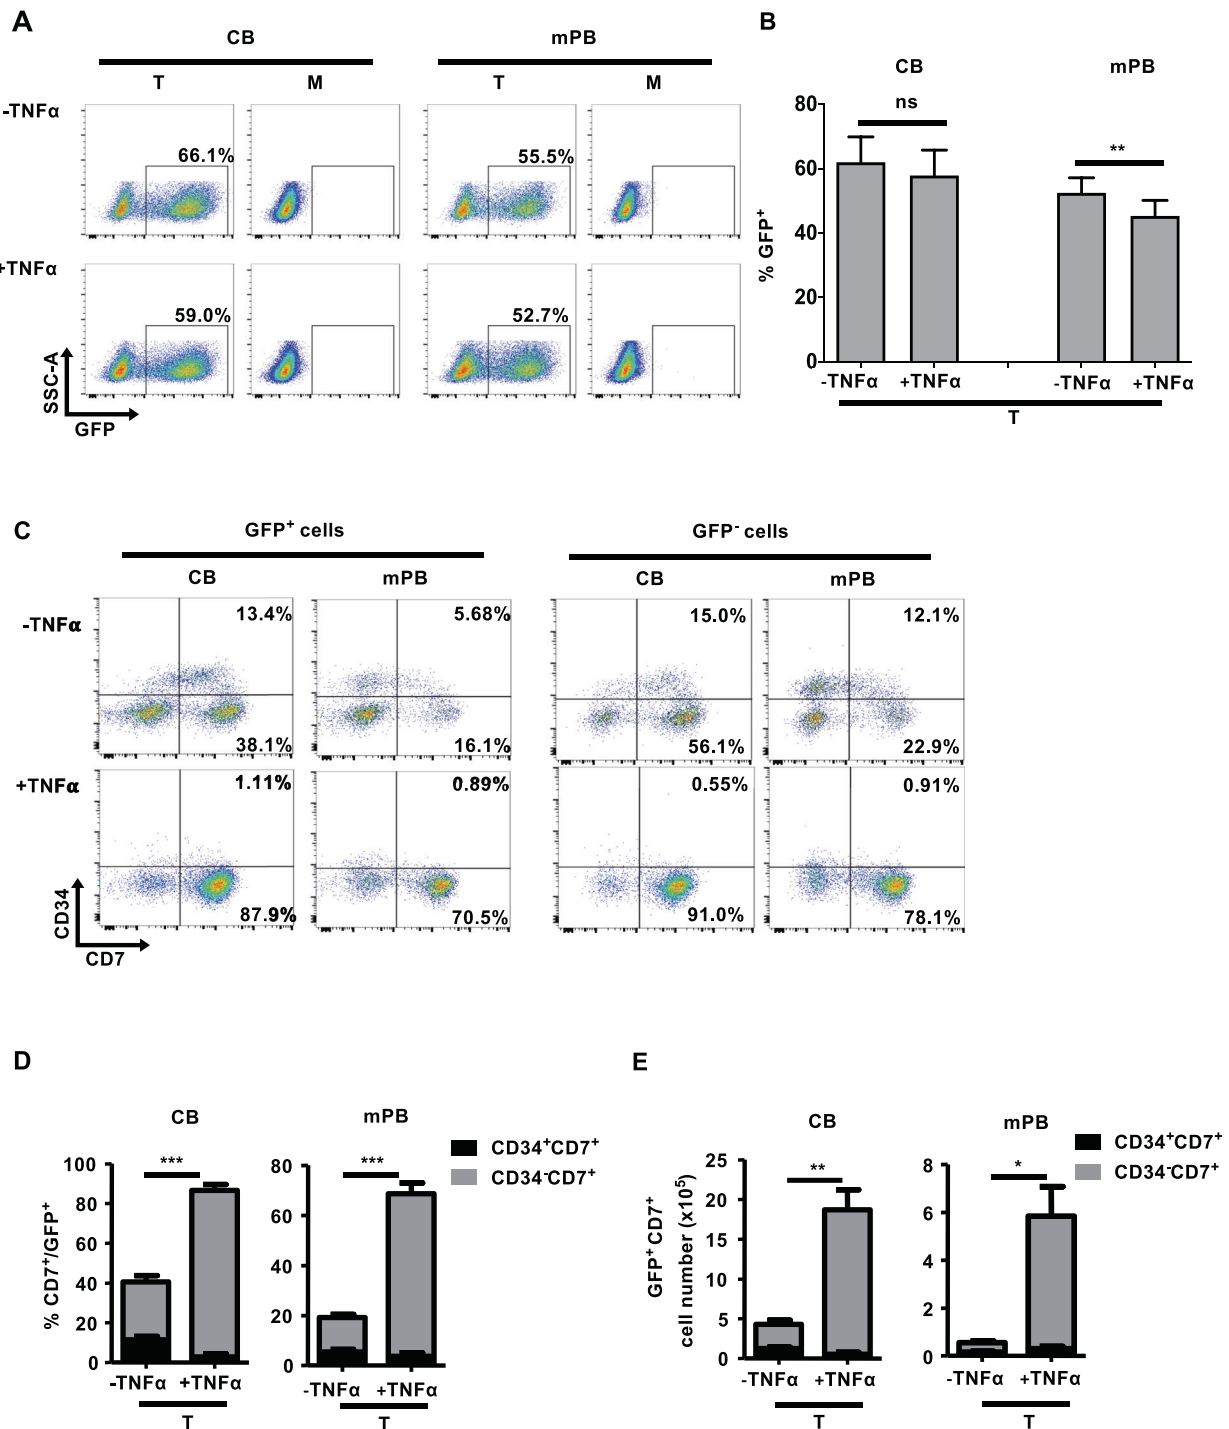 A
CB
mPB
T
M
T
M
-TNFα
66.1%
55.5%
+TNFα
59.0%
52.7%
SSC-A
GFP
B
CB
mPB
% GFP+
80
60
40
20
0
ns
**
-TNFα
+TNFα
-TNFα
+TNFα
T
C
GFP+ cells
GFP- cells
CB
mPB
CB
mPB
-TNFα
13.4%
5.68%
15.0%
12.1%
38.1%
16.1%
56.1%
22.9%
+TNFα
1.11%
0.89%
0.55%
0.91%
87.9%
70.5%
91.0%
78.1%
CD34
CD7
D
CB
mPB
CD34+CD7+
CD34-CD7+
% CD7+/GFP+
100
80
60
40
20
0
***
-TNFα
+TNFα
T
80
60
40
20
0
***
-TNFα
+TNFα
T
E
CB
mPB
CD34+CD7+
CD34-CD7+
GFP+ CD7+
cell number (x105)
25
20
15
10
5
0
**
-TNFα
+TNFα
T
8
6
4
2
0
*
-TNFα
+TNFα
T